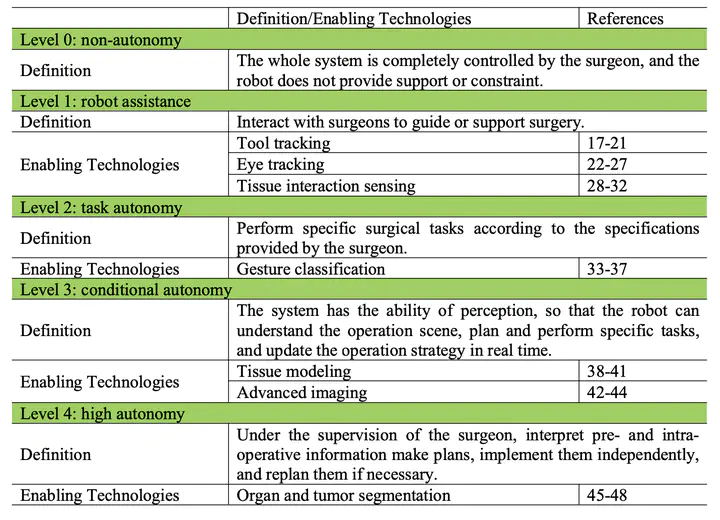 Definition/Enabling Technologies References
Level 0: non-autonomy
Definition The whole system is completely controlled by the surgeon, and the
robot does not provide support or constraint.
Level 1: robot assistance
Definition Interact with surgeons to guide or support surgery.
Enabling Technologies
Tool tracking 17-21
Eye tracking 22-27
Tissue interaction sensing 28-32
Level 2: task autonomy
Definition Perform specific surgical tasks according to the specifications
provided by the surgeon.
Enabling Technologies Gesture classification 33-37
Level 3: conditional autonomy
Definition The system has the ability of perception, so that the robot can
understand the operation scene, plan and perform specific tasks,
and update the operation strategy in real time.
Enabling Technologies
Tissue modeling 38-41
Advanced imaging 42-44
Level 4: high autonomy
Definition Under the supervision of the surgeon, interpret pre- and intra-
operative information make plans, implement them independently,
and replan them if necessary.
Enabling Technologies Organ and tumor segmentation 45-48